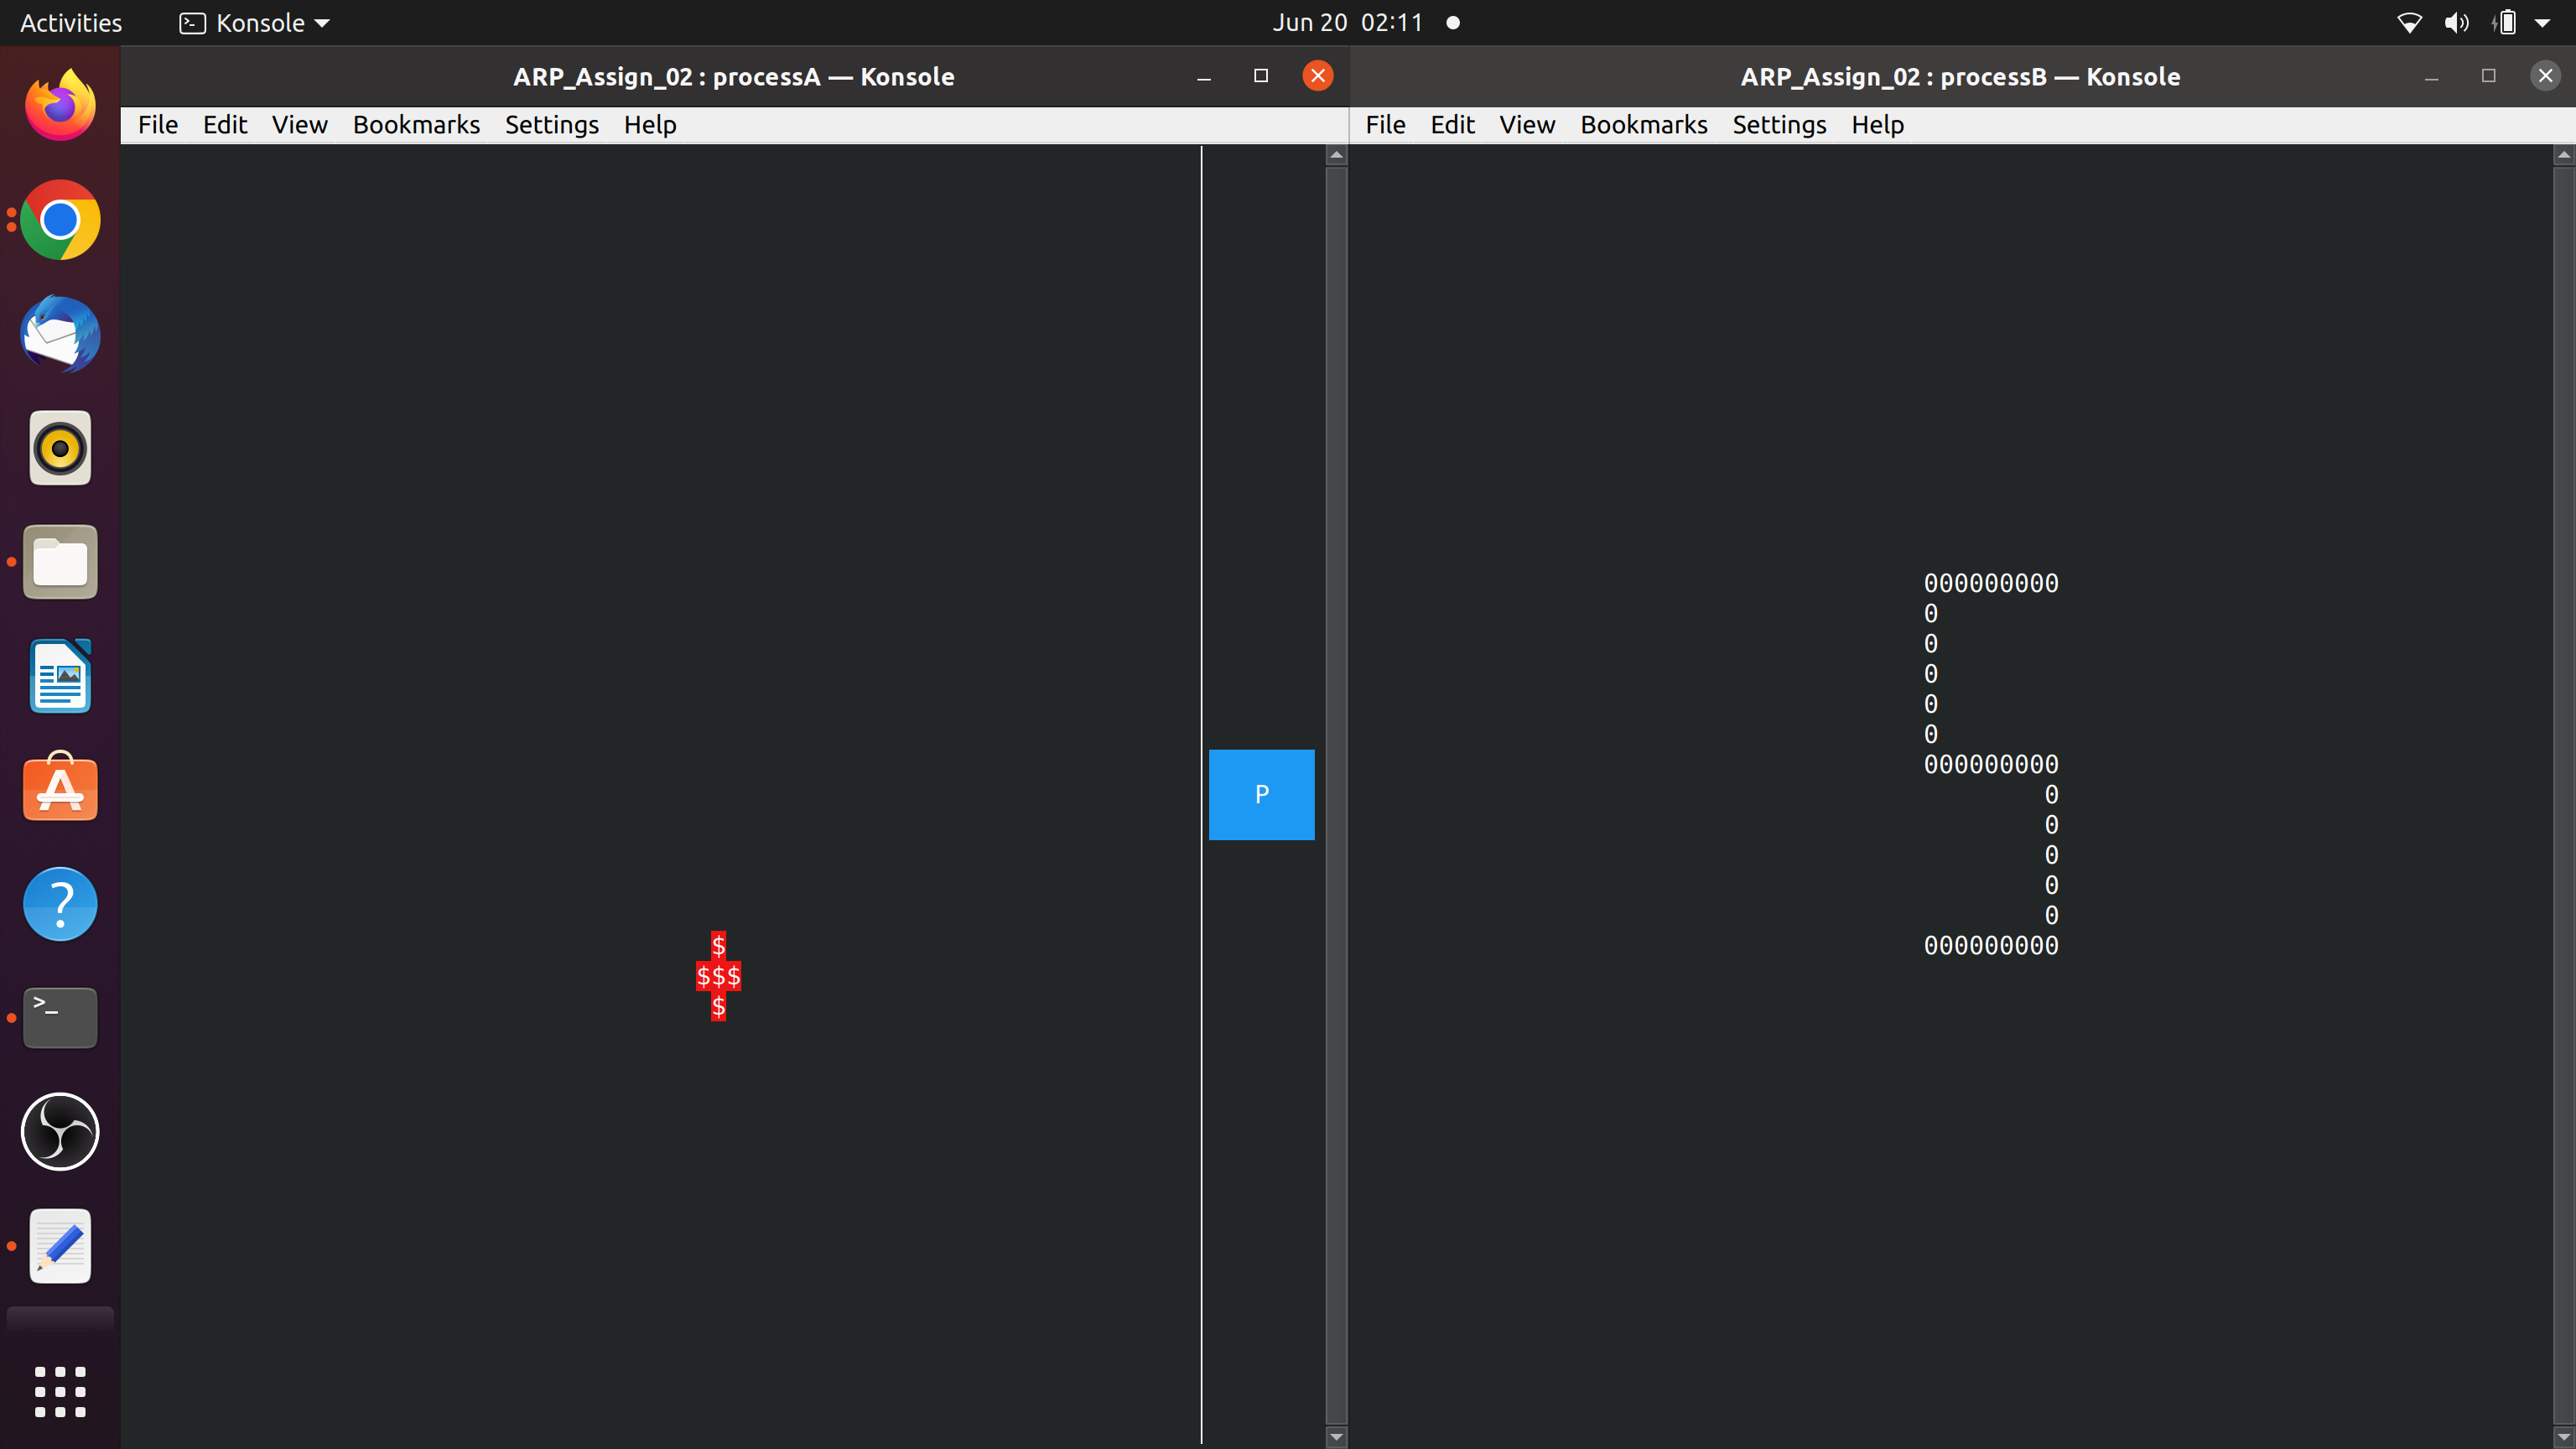 Activities Konsole Jun 20 02:11
ARP_Assign_02 : processA — Konsole
File Edit View Bookmarks Settings Help
P
$
$$$
$
ARP_Assign_02 : processB — Konsole
File Edit View Bookmarks Settings Help
000000000
0
0
0
0
0
000000000
0
0
0
0
0
000000000